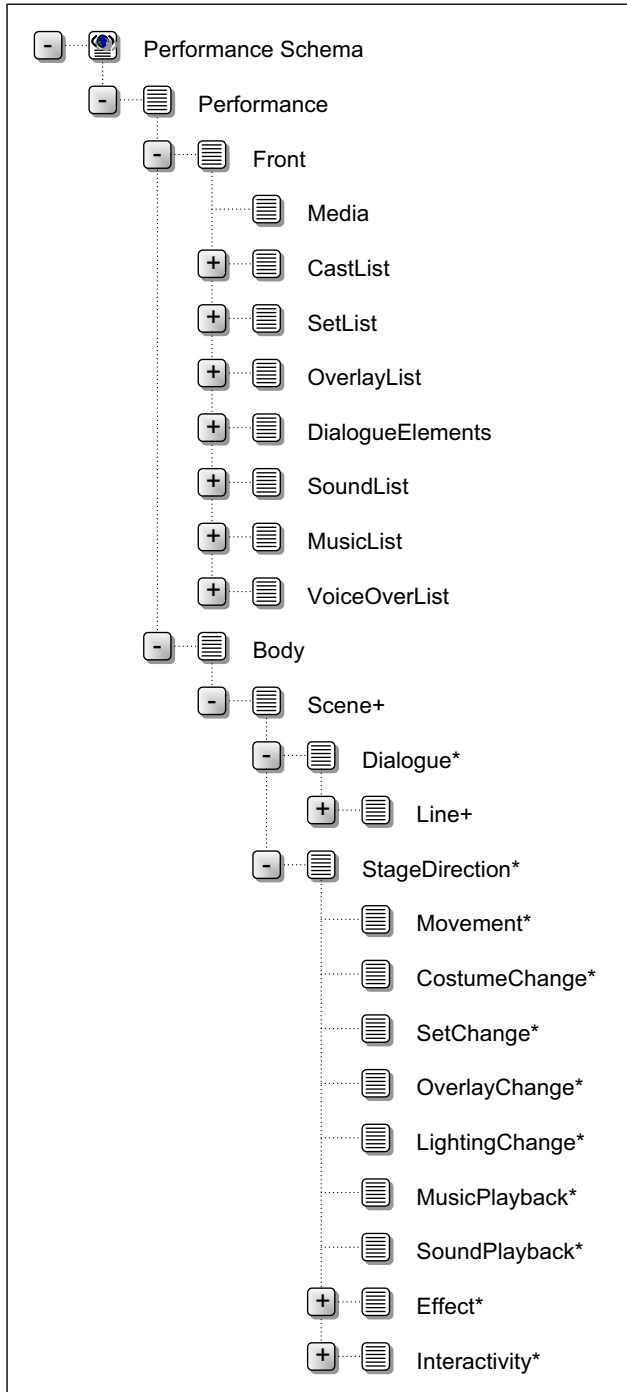 Performance Schema
Performance
Front
Media
CastList
SetList
OverlayList
DialogueElements
SoundList
MusicList
VoiceOverList
Body
Scene+
Dialogue*
Line+
StageDirection*
Movement*
CostumeChange*
SetChange*
OverlayChange*
LightingChange*
MusicPlayback*
SoundPlayback*
Effect*
Interactivity*